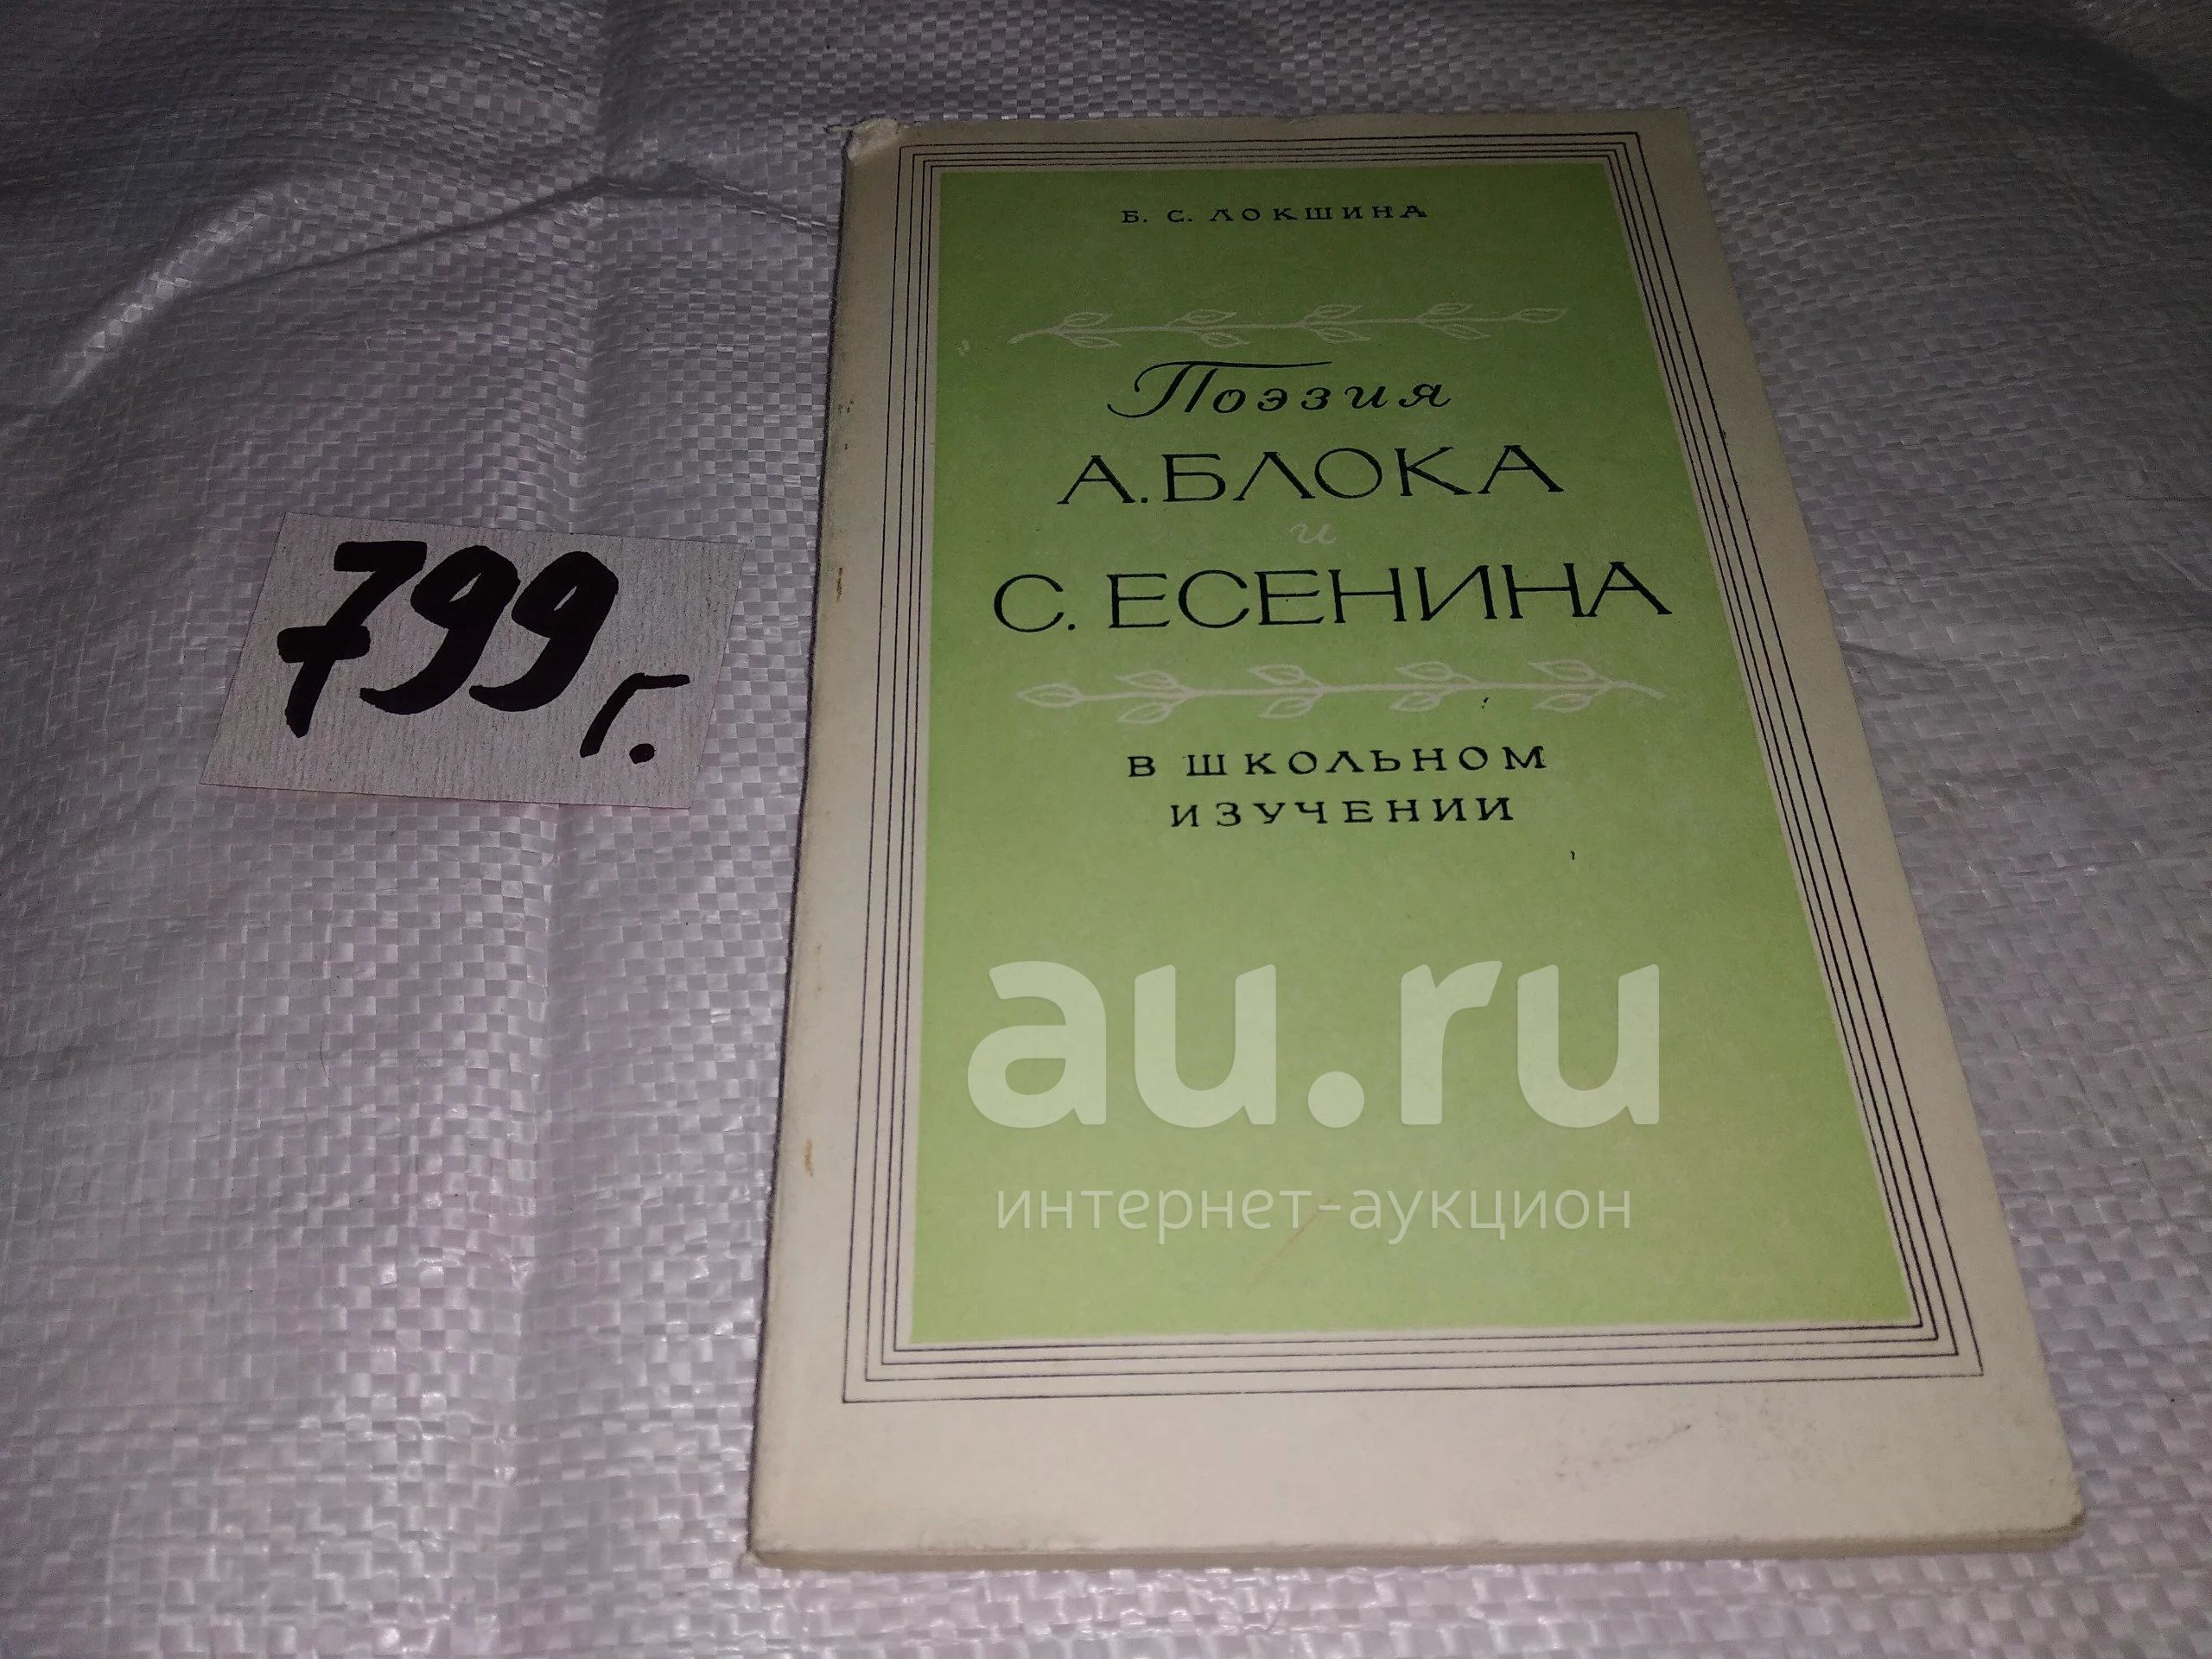 Б. С. ЛОКШИНА
Поэзия
А. БЛОКА
и
С. ЕСЕНИНА
В ШКОЛЬНОМ
ИЗУЧЕНИИ
799 г.
au.ru
интернет-аукцион